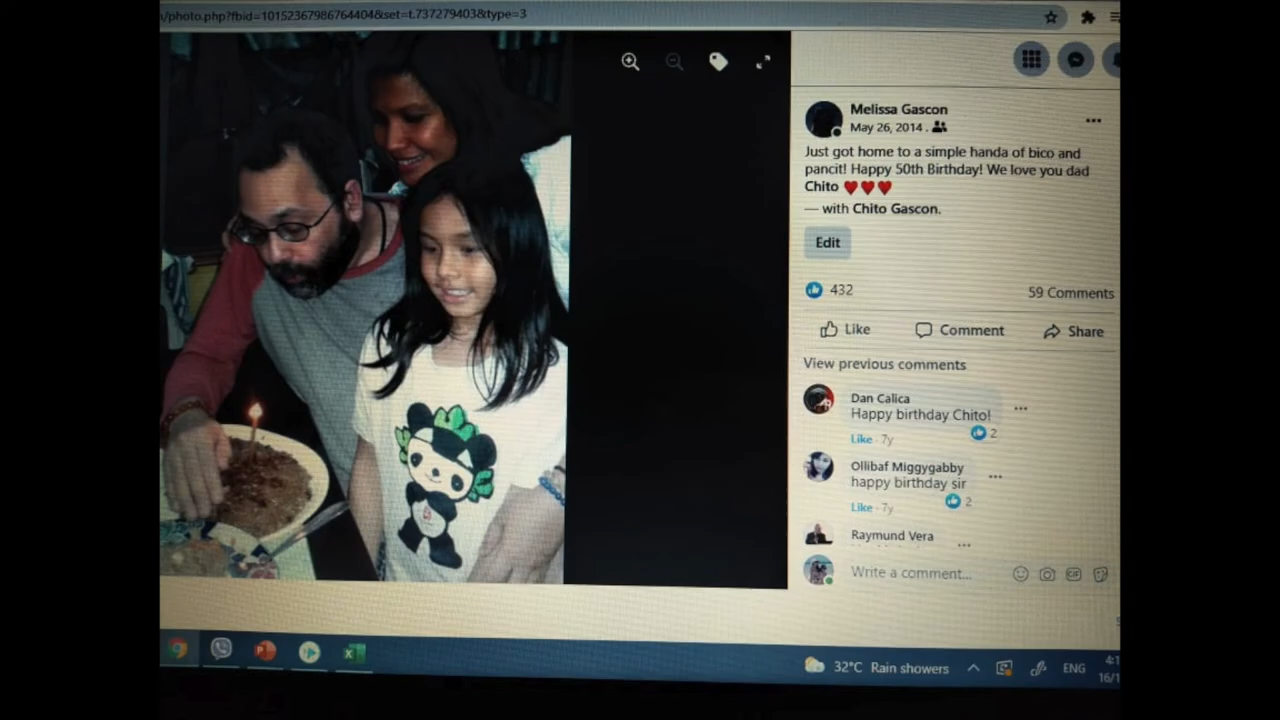 /photo.php?fbid=10152367986764404&set=t.737279403&type=3
Melissa Gascon
May 26, 2014 .
Just got home to a simple handa of bico and
pancit! Happy 50th Birthday! We love you dad
Chito ♥♥♥
— with Chito Gascon.
Edit
432
59 Comments
Like
Comment
Share
View previous comments
Dan Calica
Happy birthday Chito!
2
Like · 7y
Ollibaf Miggygabby
happy birthday sir
2
Like · 7y
Raymund Vera
Write a comment...
GIF
32°C Rain showers
ENG